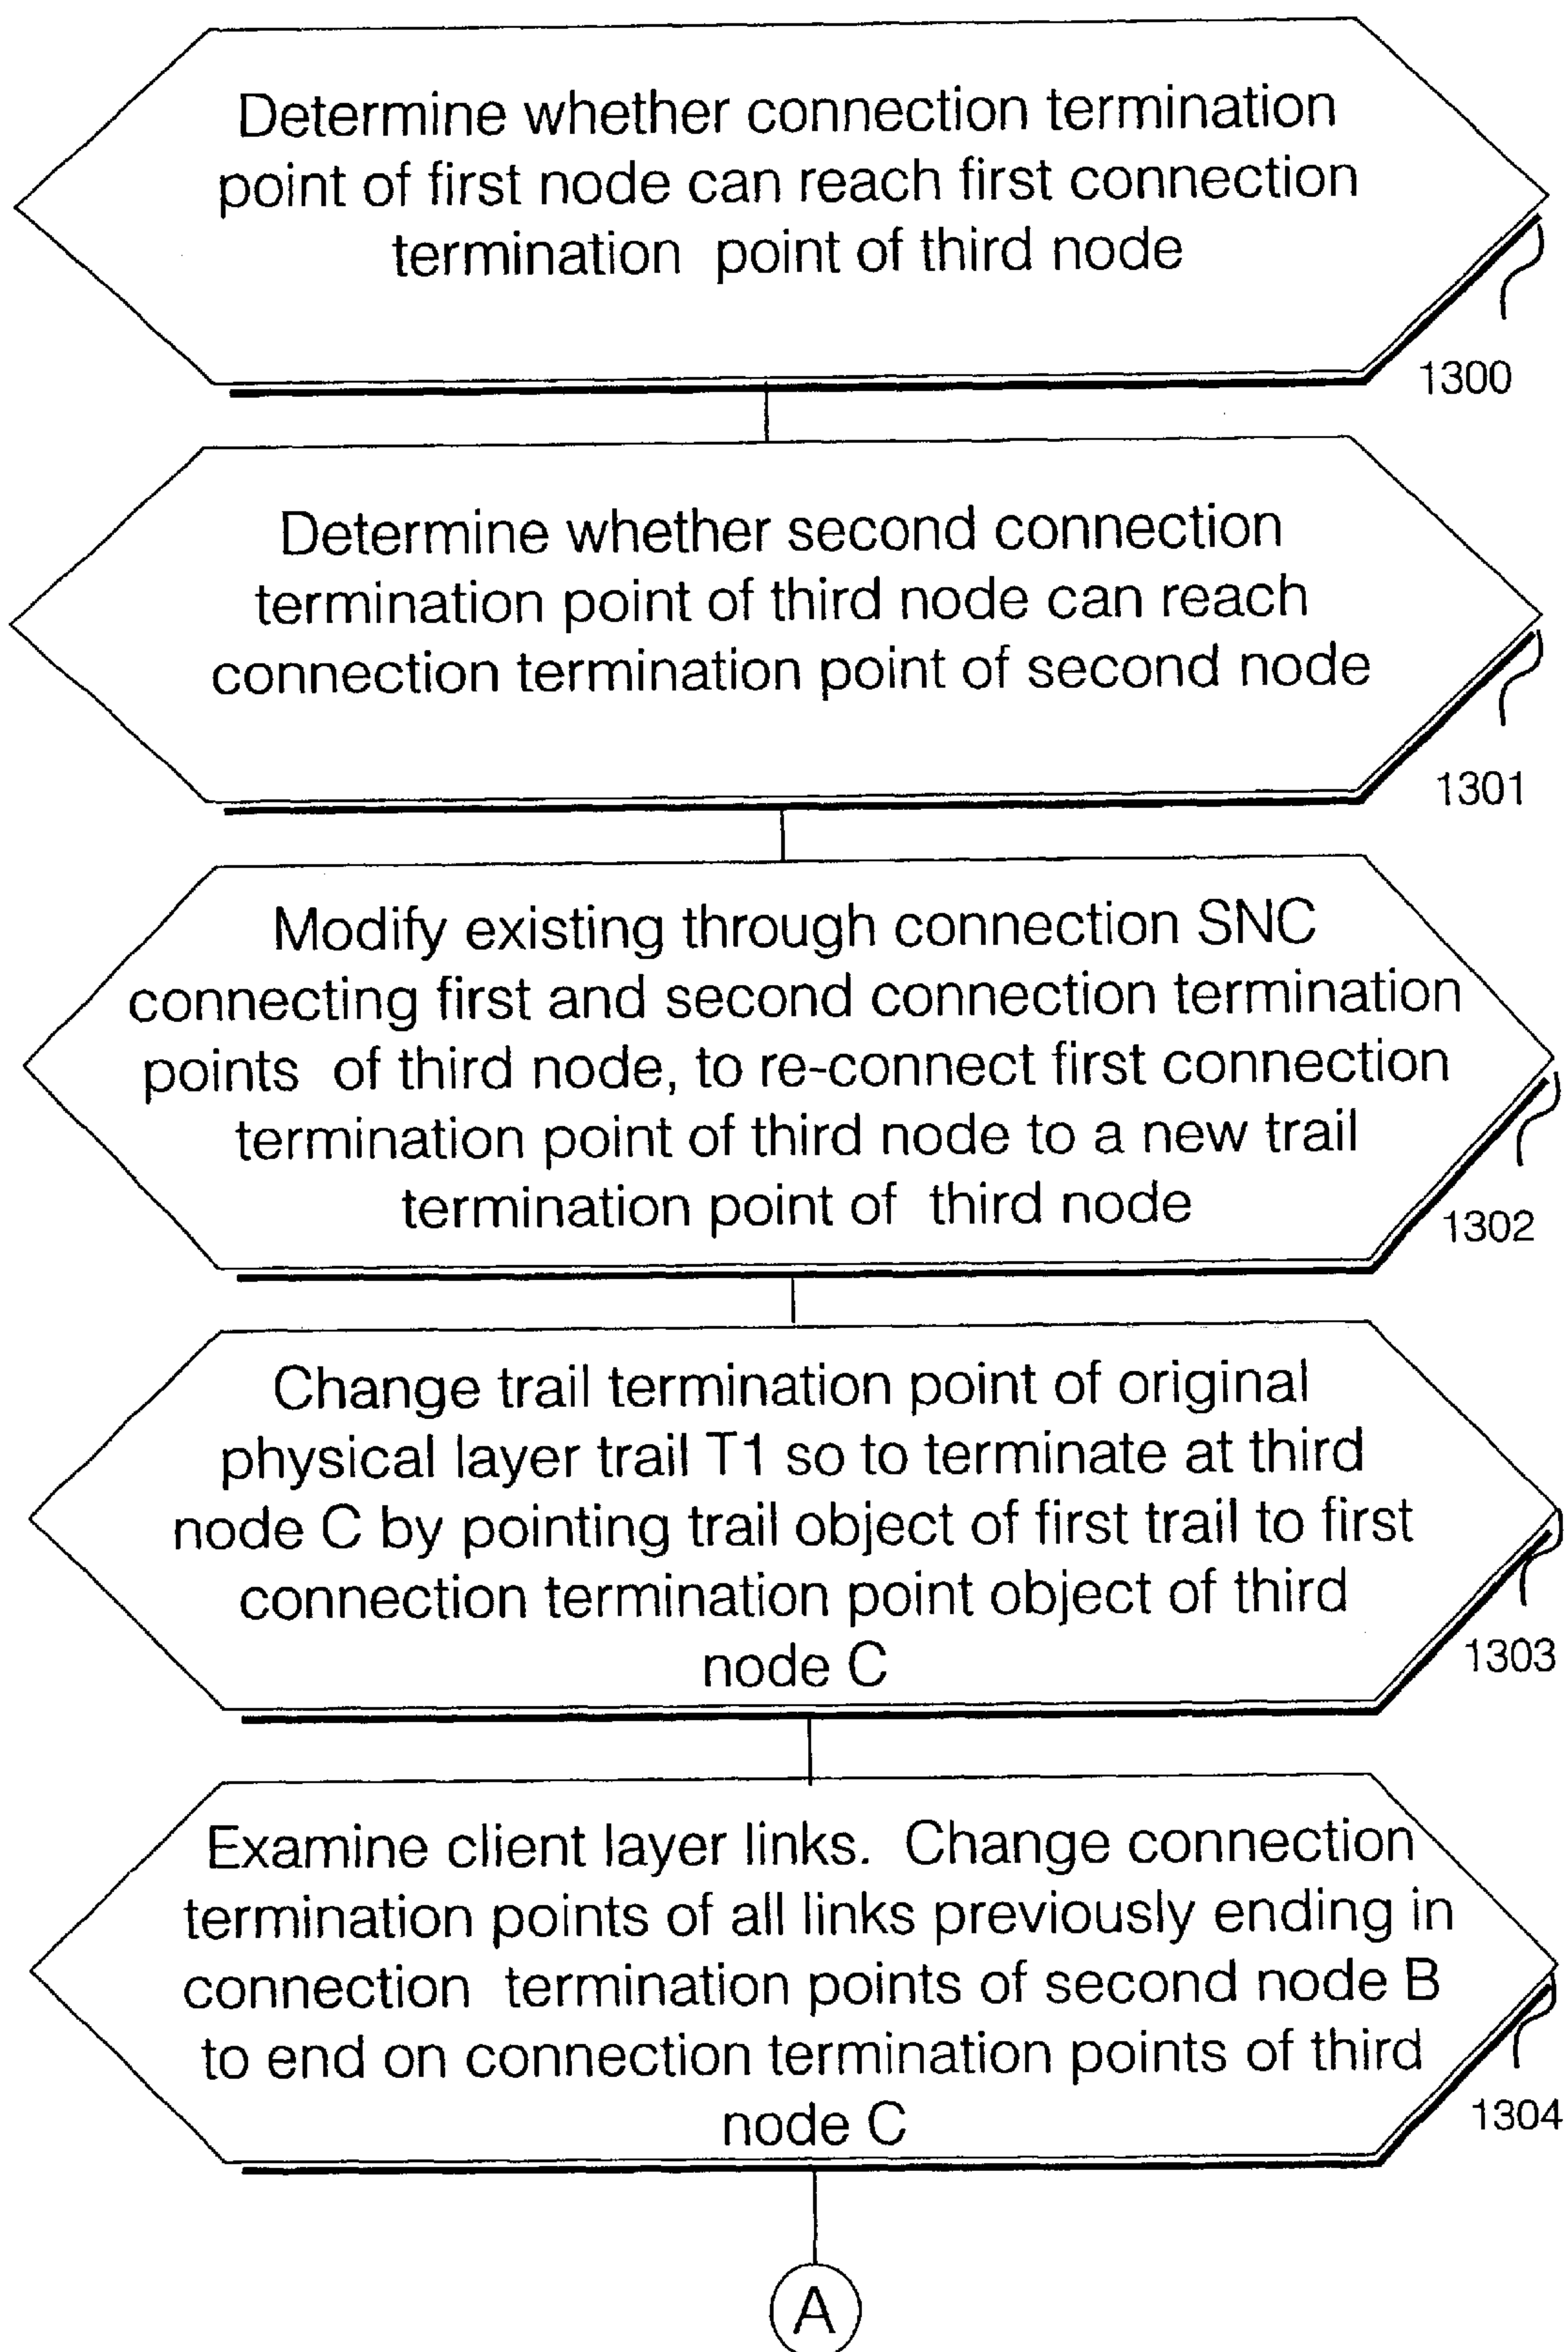 Determine whether connection termination
point of first node can reach first connection
termination point of third node
1300
Determine whether second connection
termination point of third node can reach
connection termination point of second node
1301
Modify existing through connection SNC
connecting first and second connection termination
points of third node, to re-connect first connection
termination point of third node to a new trail
termination point of third node
1302
Change trail termination point of original
physical layer trail T1 so to terminate at third
node C by pointing trail object of first trail to first
connection termination point object of third
node C
1303
Examine client layer links. Change connection
termination points of all links previously ending in
connection termination points of second node B
to end on connection termination points of third
node C
1304
A